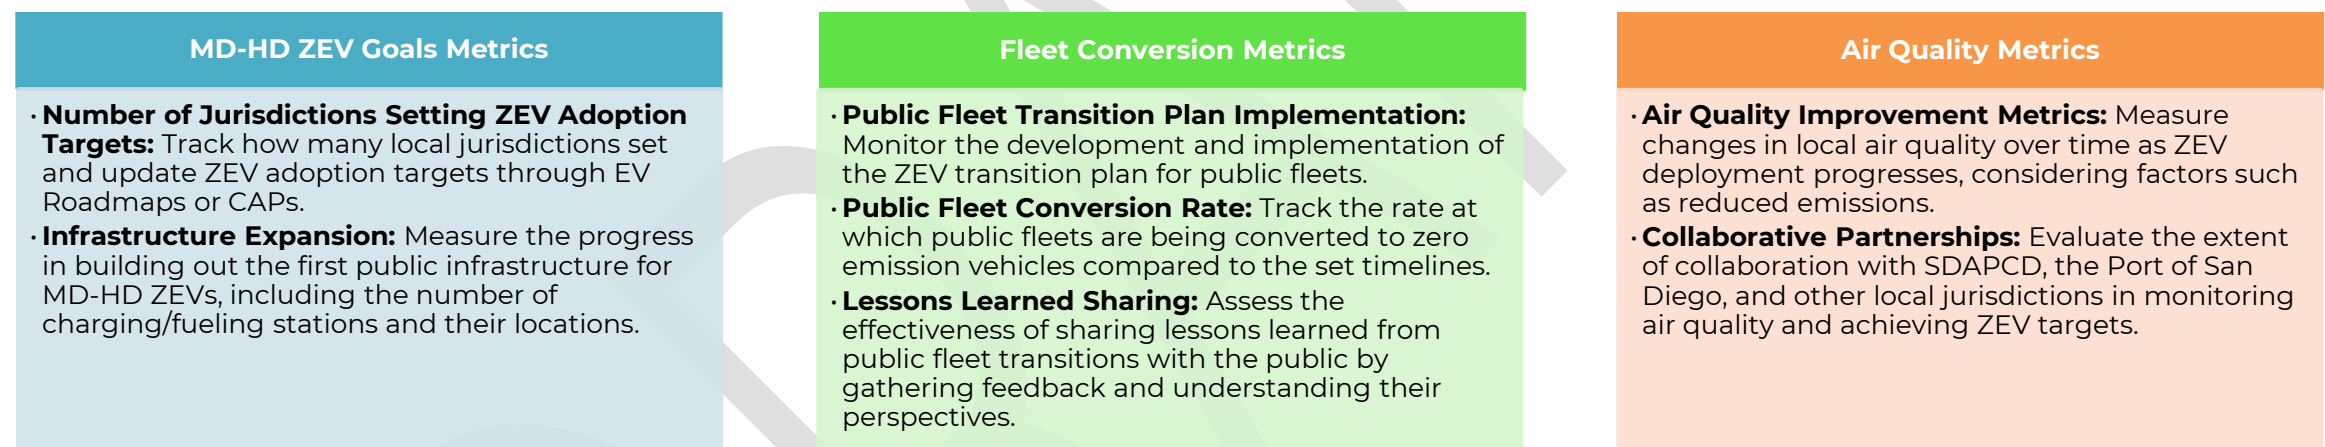 MD-HD ZEV Goals Metrics
· Number of Jurisdictions Setting ZEV Adoption
Targets: Track how many local jurisdictions set
and update ZEV adoption targets through EV
Roadmaps or CAPs.
· Infrastructure Expansion: Measure the progress
in building out the first public infrastructure for
MD-HD ZEVs, including the number of
charging/fueling stations and their locations.
Fleet Conversion Metrics
· Public Fleet Transition Plan Implementation:
Monitor the development and implementation of
the ZEV transition plan for public fleets.
· Public Fleet Conversion Rate: Track the rate at
which public fleets are being converted to zero
emission vehicles compared to the set timelines.
· Lessons Learned Sharing: Assess the
effectiveness of sharing lessons learned from
public fleet transitions with the public by
gathering feedback and understanding their
perspectives.
Air Quality Metrics
· Air Quality Improvement Metrics: Measure
changes in local air quality over time as ZEV
deployment progresses, considering factors such
as reduced emissions.
· Collaborative Partnerships: Evaluate the extent
of collaboration with SDAPCD, the Port of San
Diego, and other local jurisdictions in monitoring
air quality and achieving ZEV targets.